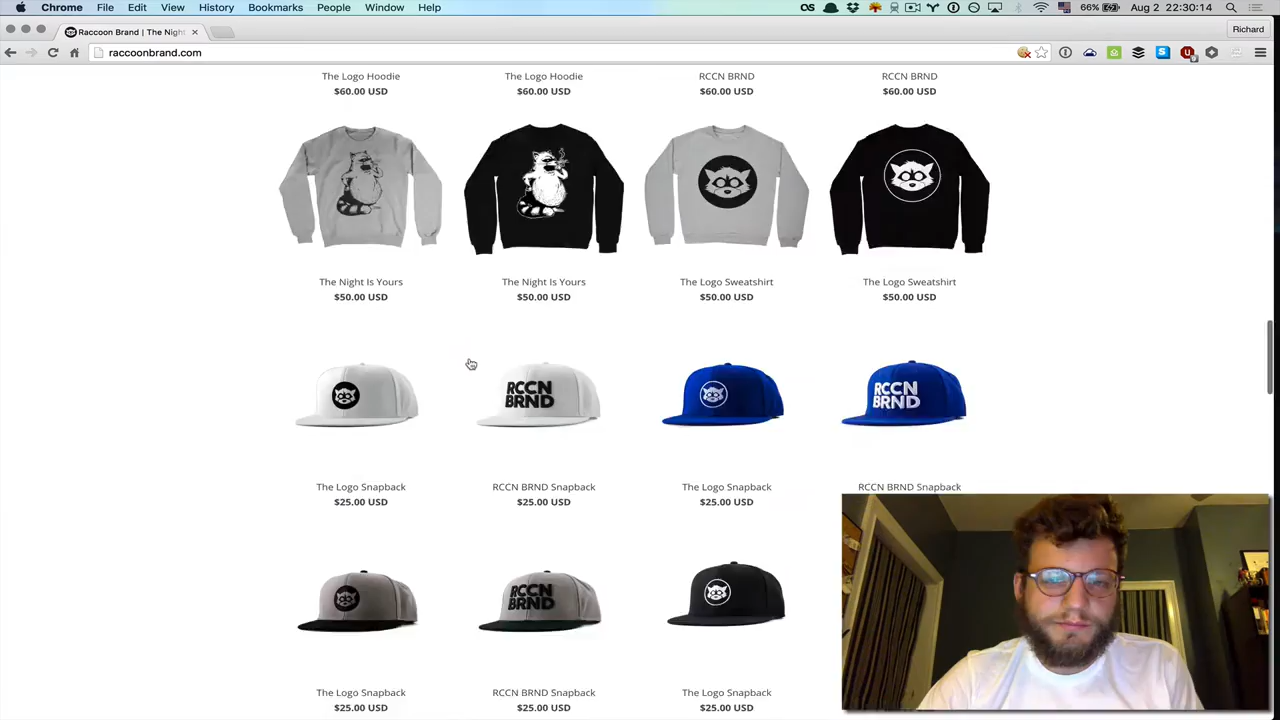 Chrome File Edit View History Bookmarks People Window Help
66% Aug 2 22:30:14
Raccoon Brand | The Nigh
Richard
raccoonbrand.com
The Logo Hoodie The Logo Hoodie RCCN BRND RCCN BRND
$60.00 USD $60.00 USD $60.00 USD $60.00 USD
The Night Is Yours The Night Is Yours The Logo Sweatshirt The Logo Sweatshirt
$50.00 USD $50.00 USD $50.00 USD $50.00 USD
RCCN RCCN
BRND BRND
The Logo Snapback RCCN BRND Snapback The Logo Snapback RCCN BRND Snapback
$25.00 USD $25.00 USD $25.00 USD
RCCN
BRND
The Logo Snapback RCCN BRND Snapback The Logo Snapback
$25.00 USD $25.00 USD $25.00 USD